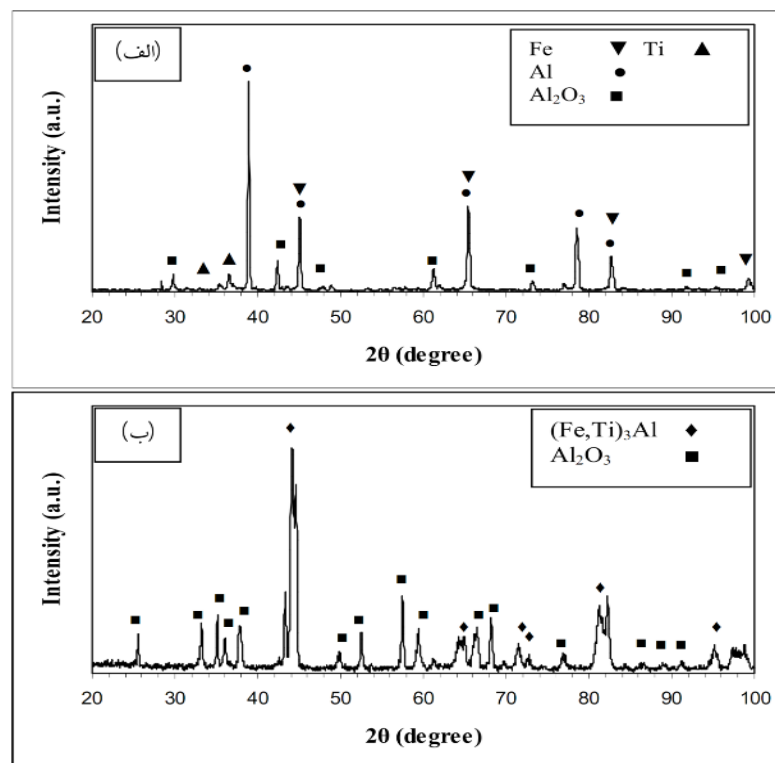 (الف)
Fe ▼ Ti ▲
Al ●
Al₂O₃ ■
Intensity (a.u.)
20 30 40 50 60 70 80 90 100
2θ (degree)
(ب)
(Fe,Ti)₃Al ◆
Al₂O₃ ■
Intensity (a.u.)
20 30 40 50 60 70 80 90 100
2θ (degree)